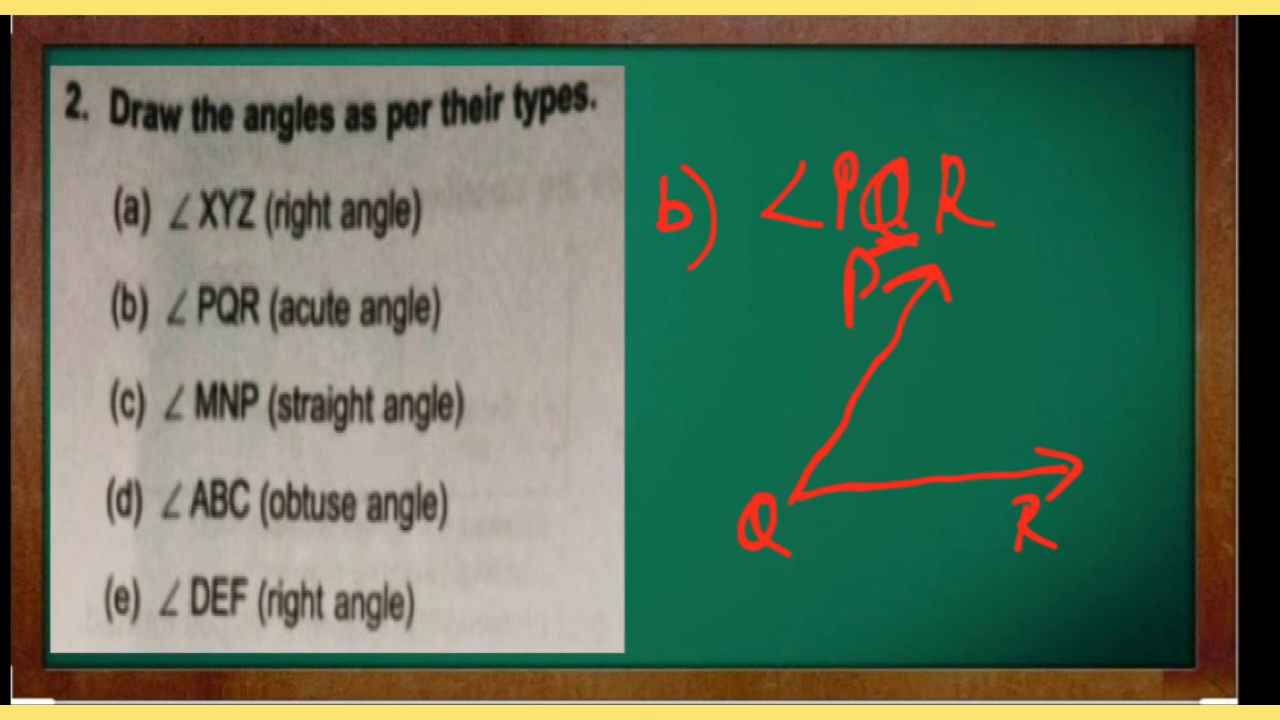 2. Draw the angles as per their types.
(a) ∠ XYZ (right angle)
(b) ∠ PQR (acute angle)
(c) ∠ MNP (straight angle)
(d) ∠ ABC (obtuse angle)
(e) ∠ DEF (right angle)
b) ∠PQR
P
Q
R